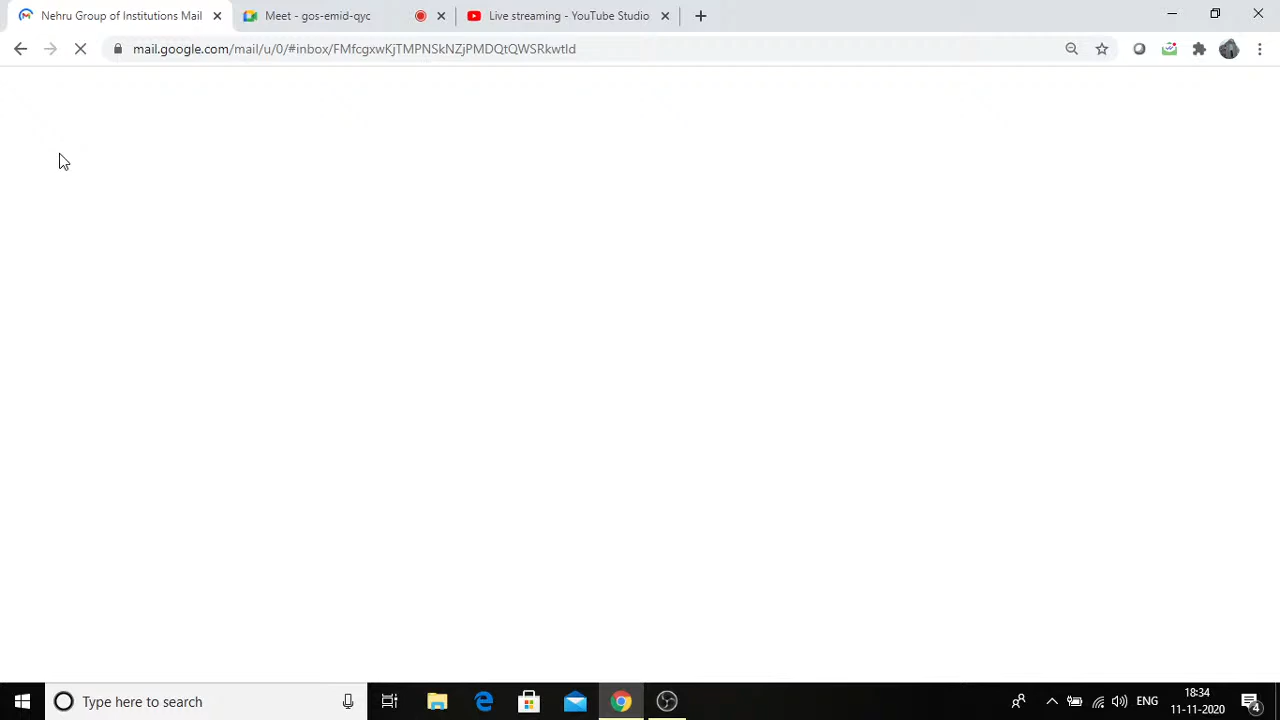 Nehru Group of Institutions Mail
Meet - gos-emid-qyc
Live streaming - YouTube Studio
mail.google.com/mail/u/0/#inbox/FMfcgxwKjTMPNSkNZjPMDQtQWSRkwtld
Type here to search
ENG
18:34
11-11-2020
4